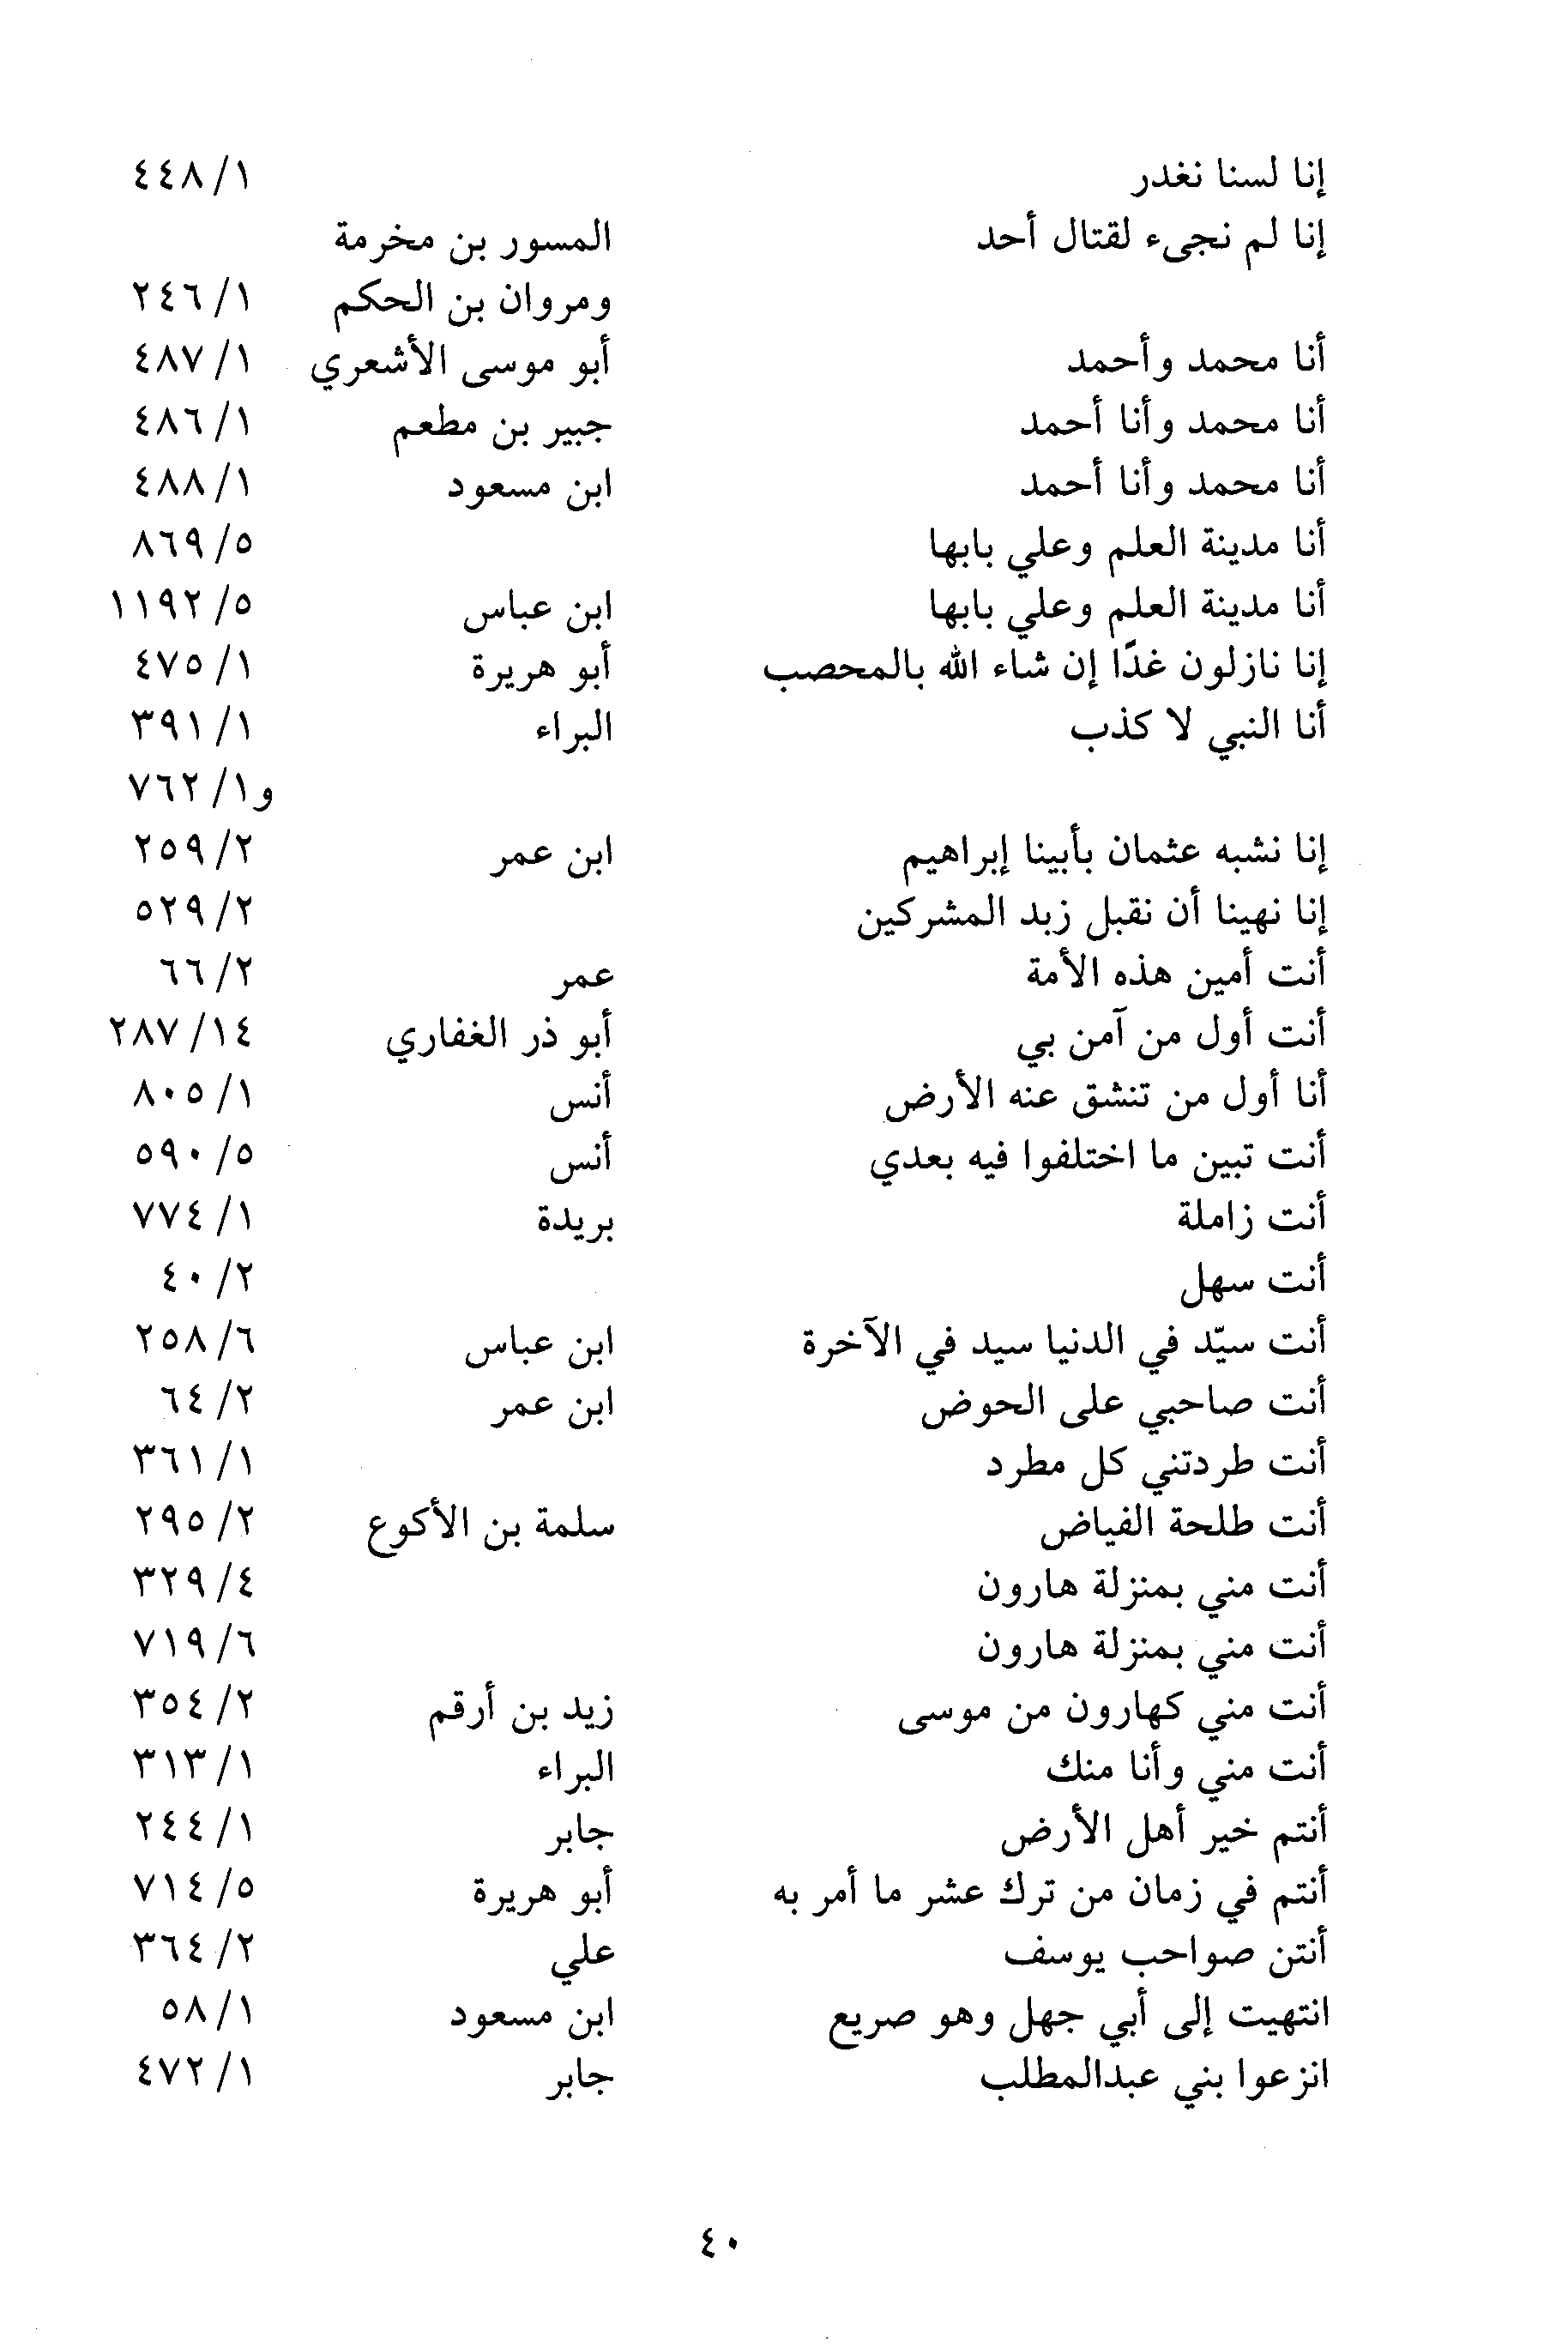 إنا لسنا نغدر ١/ ٤٤٨
إنا لم نجىء لقتال أحد المسور بن مخرمة
ومروان بن الحكم ١/ ٢٤٦
أنا محمد وأحمد أبو موسى الأشعري ١/ ٤٨٧
أنا محمد وأنا أحمد جبير بن مطعم ١/ ٤٨٦
أنا محمد وأنا أحمد ابن مسعود ١/ ٤٨٨
أنا مدينة العلم وعلي بابها ٥/ ٨٦٩
أنا مدينة العلم وعلي بابها ابن عباس ٥/ ١١٩٢
إنا نازلون غدًا إن شاء الله بالمحصب أبو هريرة ١/ ٤٧٥
أنا النبي لا كذب البراء ١/ ٣٩١
و١/ ٧٦٢
إنا نشبه عثمان بأبينا إبراهيم ابن عمر ٢/ ٢٥٩
إنا نهينا أن نقبل زبد المشركين ٢/ ٥٢٩
أنت أمين هذه الأمة عمر ٢/ ٦٦
أنت أول من آمن بي أبو ذر الغفاري ١٤/ ٢٨٧
أنا أول من تنشق عنه الأرض أنس ١/ ٨٠٥
أنت تبين ما اختلفوا فيه بعدي أنس ٥/ ٥٩٠
أنت زاملة بريدة ١/ ٧٧٤
أنت سهل ٢/ ٤٠
أنت سيّد في الدنيا سيد في الآخرة ابن عباس ٦/ ٢٥٨
أنت صاحبي على الحوض ابن عمر ٢/ ٦٤
أنت طردتني كل مطرد ١/ ٣٦١
أنت طلحة الفياض سلمة بن الأكوع ٢/ ٢٩٥
أنت مني بمنزلة هارون ٤/ ٣٢٩
أنت مني بمنزلة هارون ٦/ ٧١٩
أنت مني كهارون من موسى زيد بن أرقم ٢/ ٣٥٤
أنت مني وأنا منك البراء ١/ ٣١٣
أنتم خير أهل الأرض جابر ١/ ٢٤٤
أنتم في زمان من ترك عشر ما أمر به أبو هريرة ٥/ ٧١٤
أنتن صواحب يوسف علي ٢/ ٣٦٤
انتهيت إلى أبي جهل وهو صريع ابن مسعود ١/ ٥٨
انزعوا بني عبدالمطلب جابر ١/ ٤٧٢
٤٠